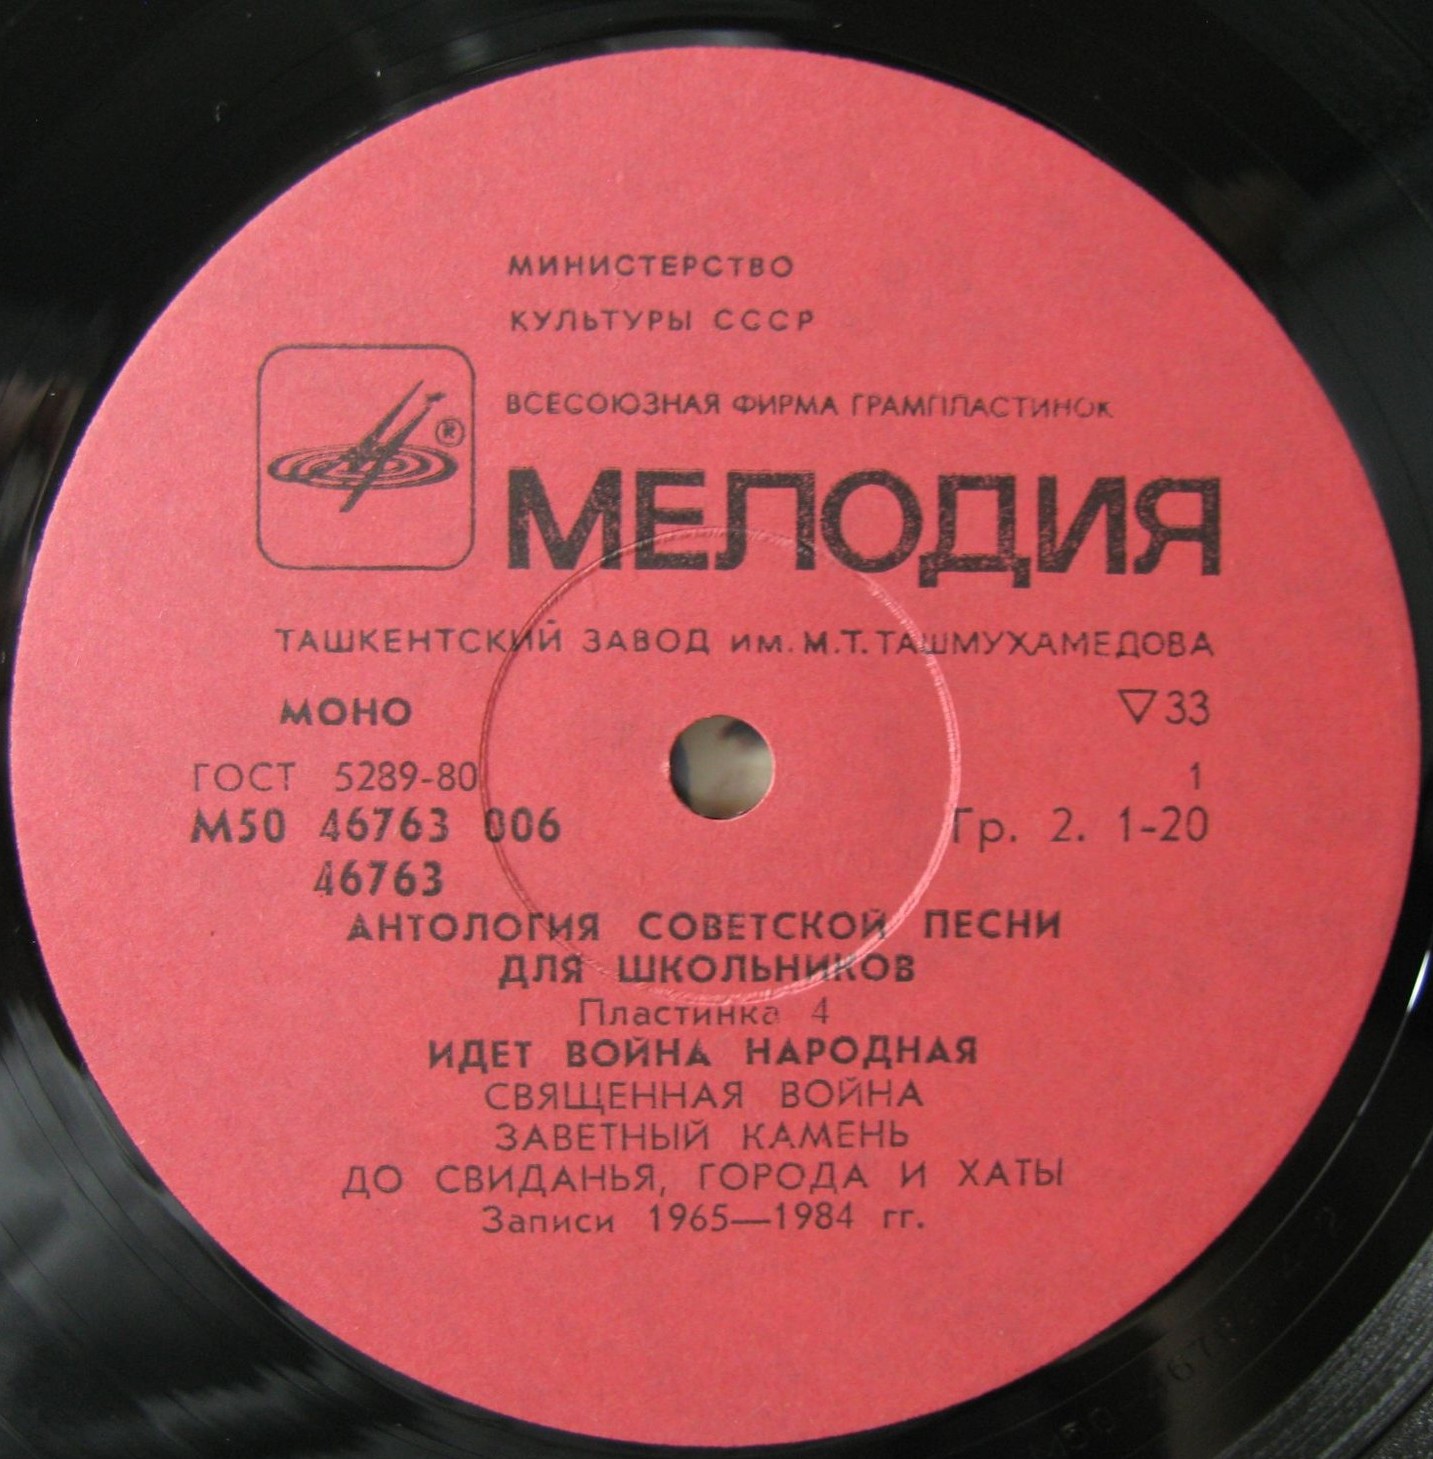 МИНИСТЕРСТВО
КУЛЬТУРЫ СССР
ВСЕСОЮЗНАЯ ФИРМА ГРАМПЛАСТИНОК
®
МЕЛОДИЯ
ТАШКЕНТСКИЙ ЗАВОД ИМ. М.Т. ТАШМУХАМЕДОВА
МОНО ▽33
ГОСТ 5289-80 1
М50 46763 006 Гр. 2. 1-20
46763
АНТОЛОГИЯ СОВЕТСКОЙ ПЕСНИ
ДЛЯ ШКОЛЬНИКОВ
Пластинка 4
ИДЕТ ВОЙНА НАРОДНАЯ
СВЯЩЕННАЯ ВОЙНА
ЗАВЕТНЫЙ КАМЕНЬ
ДО СВИДАНЬЯ, ГОРОДА И ХАТЫ
Записи 1965—1984 гг.